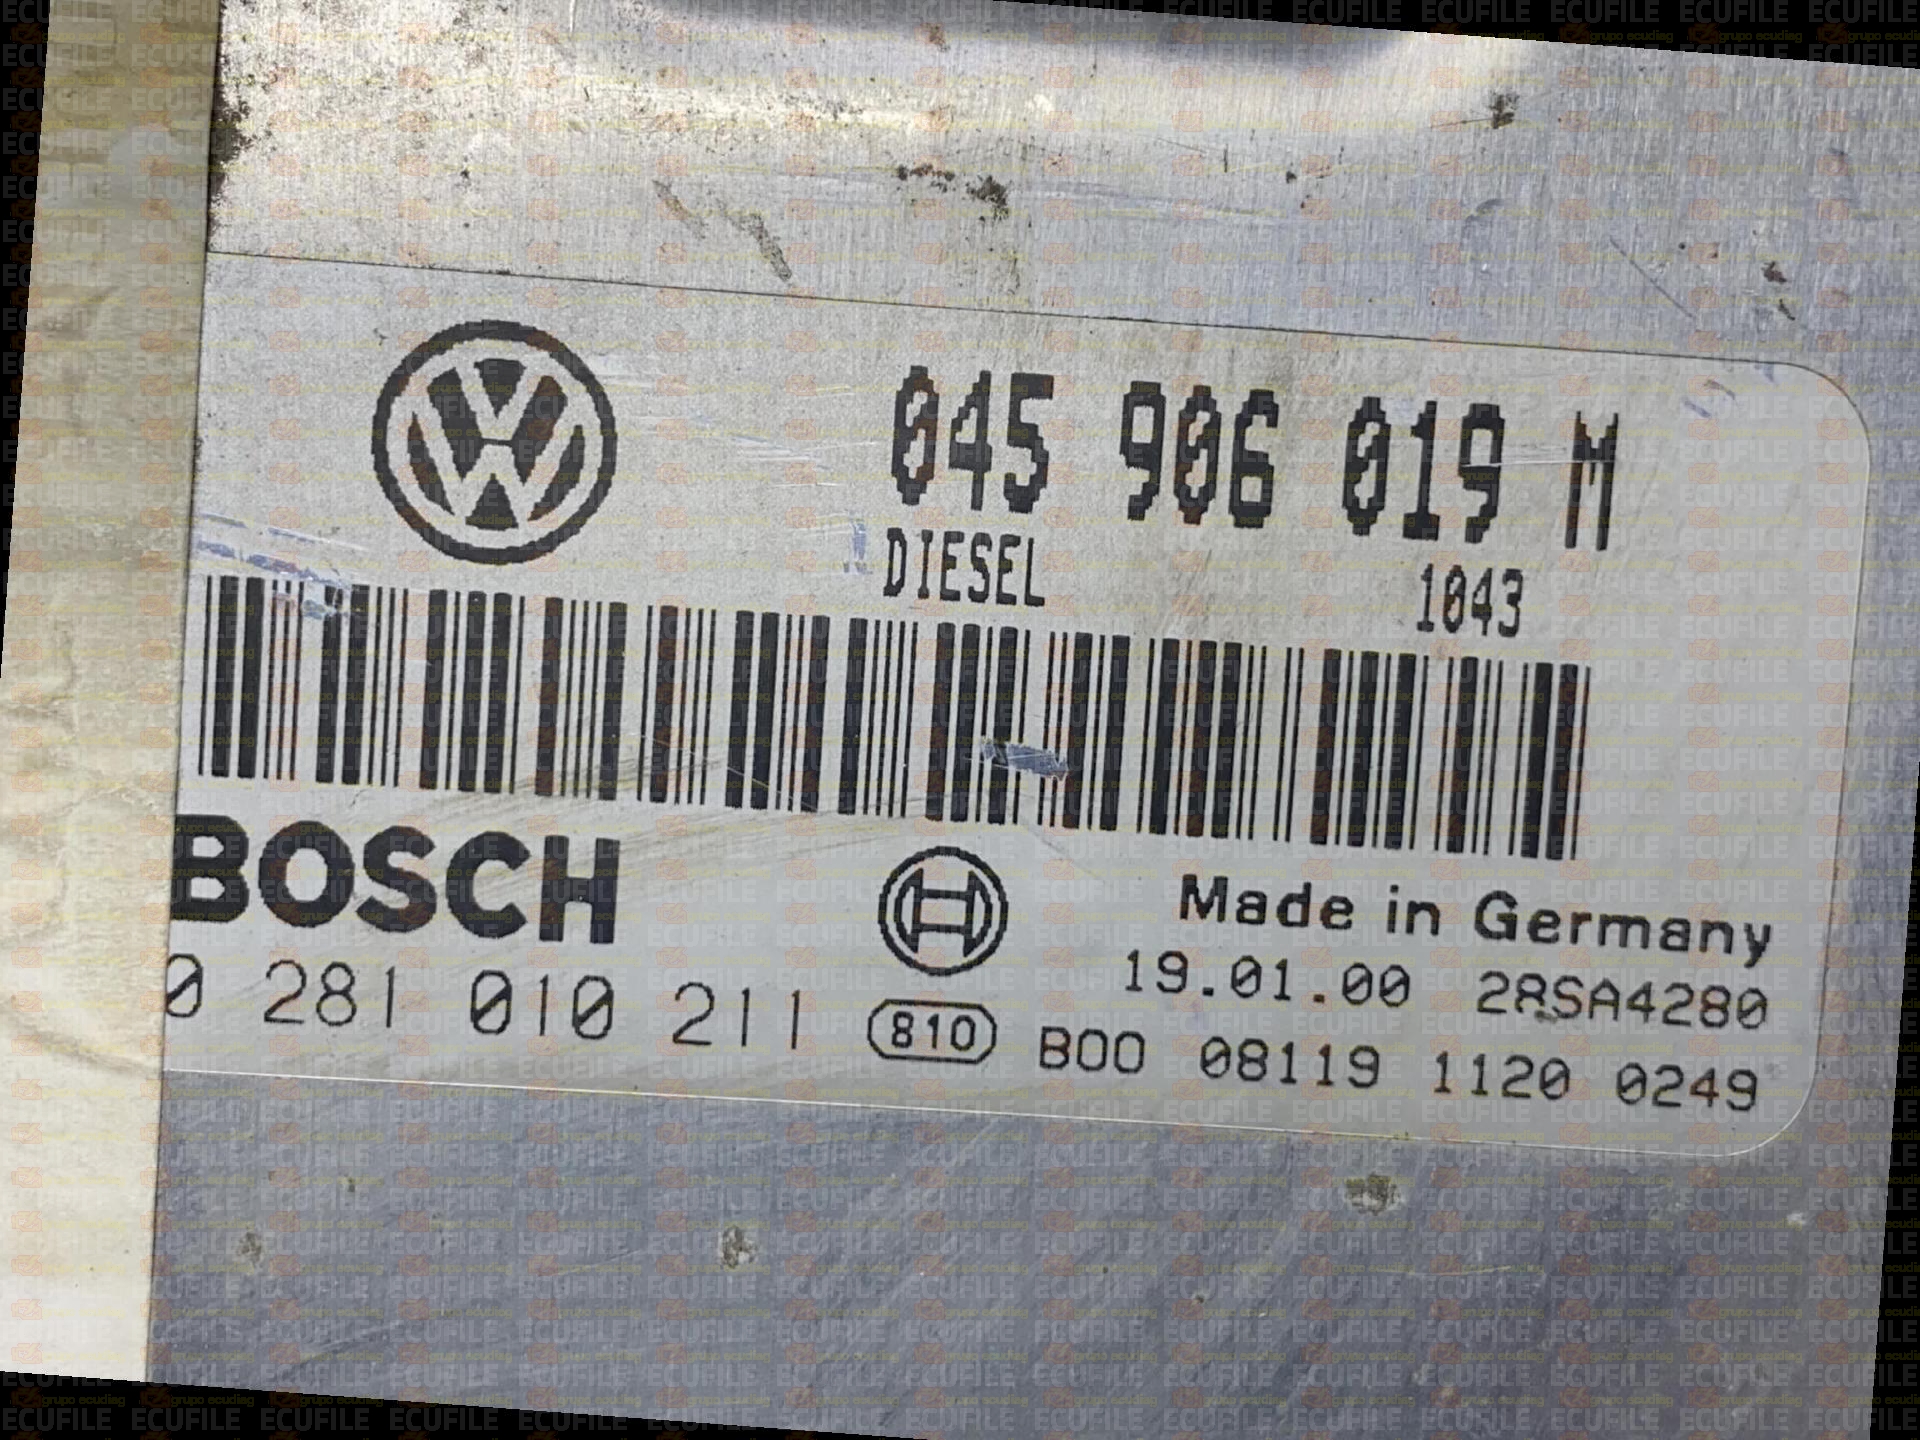 045 906 019 M
DIESEL 1043
BOSCH
Made in Germany
19.01.00 28SA4280
0 281 010 211 810 B00 08119 1120 0249